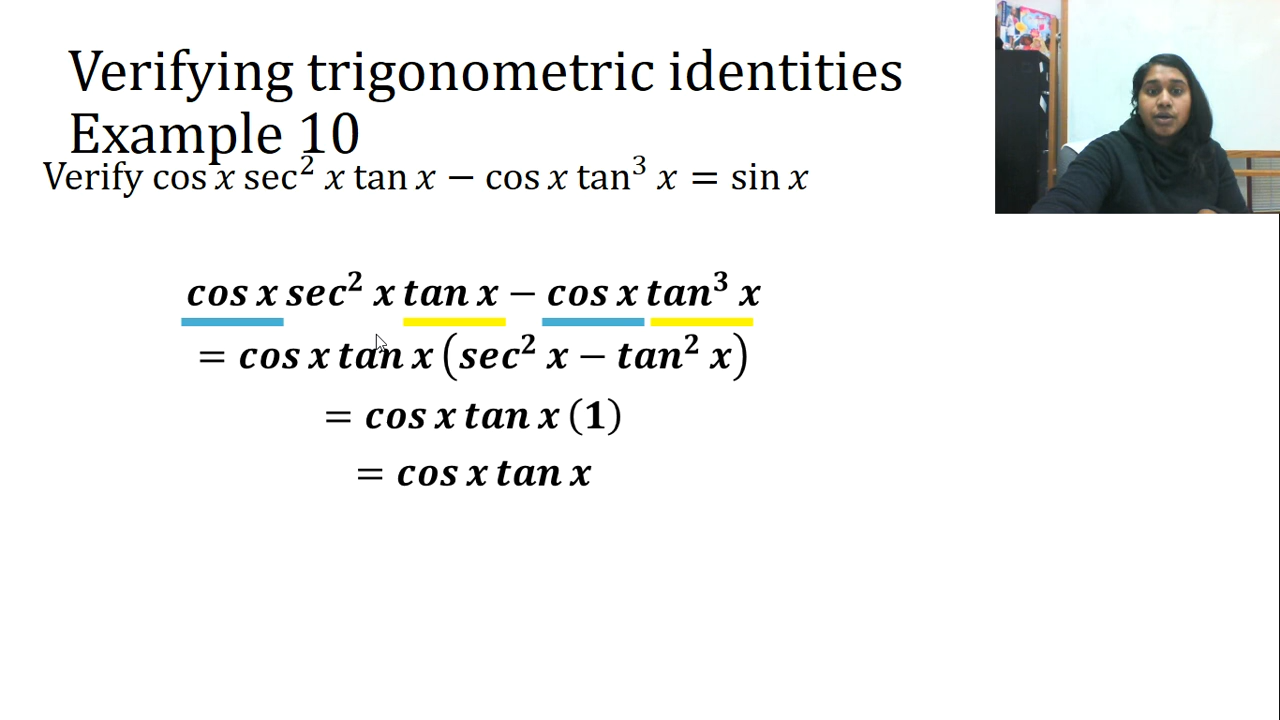 Verifying trigonometric identities
Example 10
Verify cos x sec² x tan x − cos x tan³ x = sin x
cos x sec² x tan x − cos x tan³ x
= cos x tan x (sec² x − tan² x)
= cos x tan x (1)
= cos x tan x